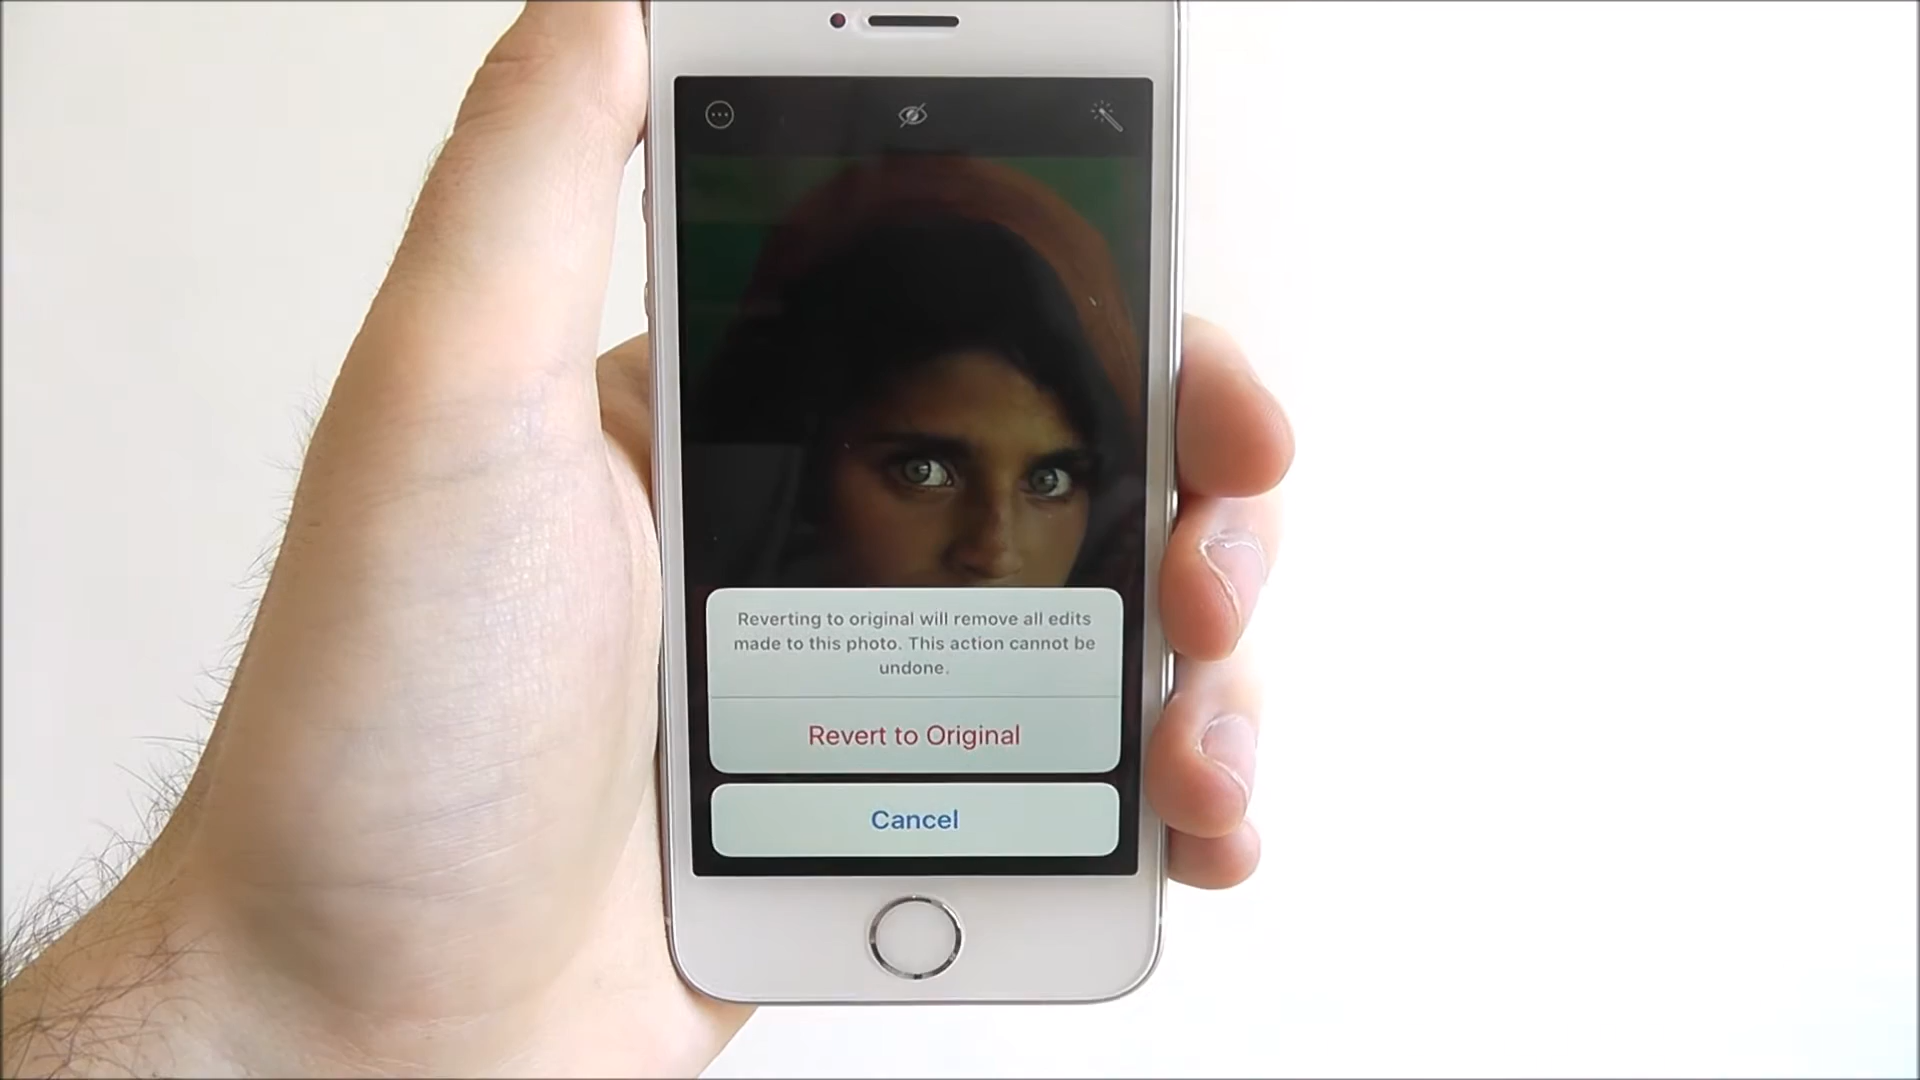 Reverting to original will remove all edits
made to this photo. This action cannot be
undone.
Revert to Original
Cancel